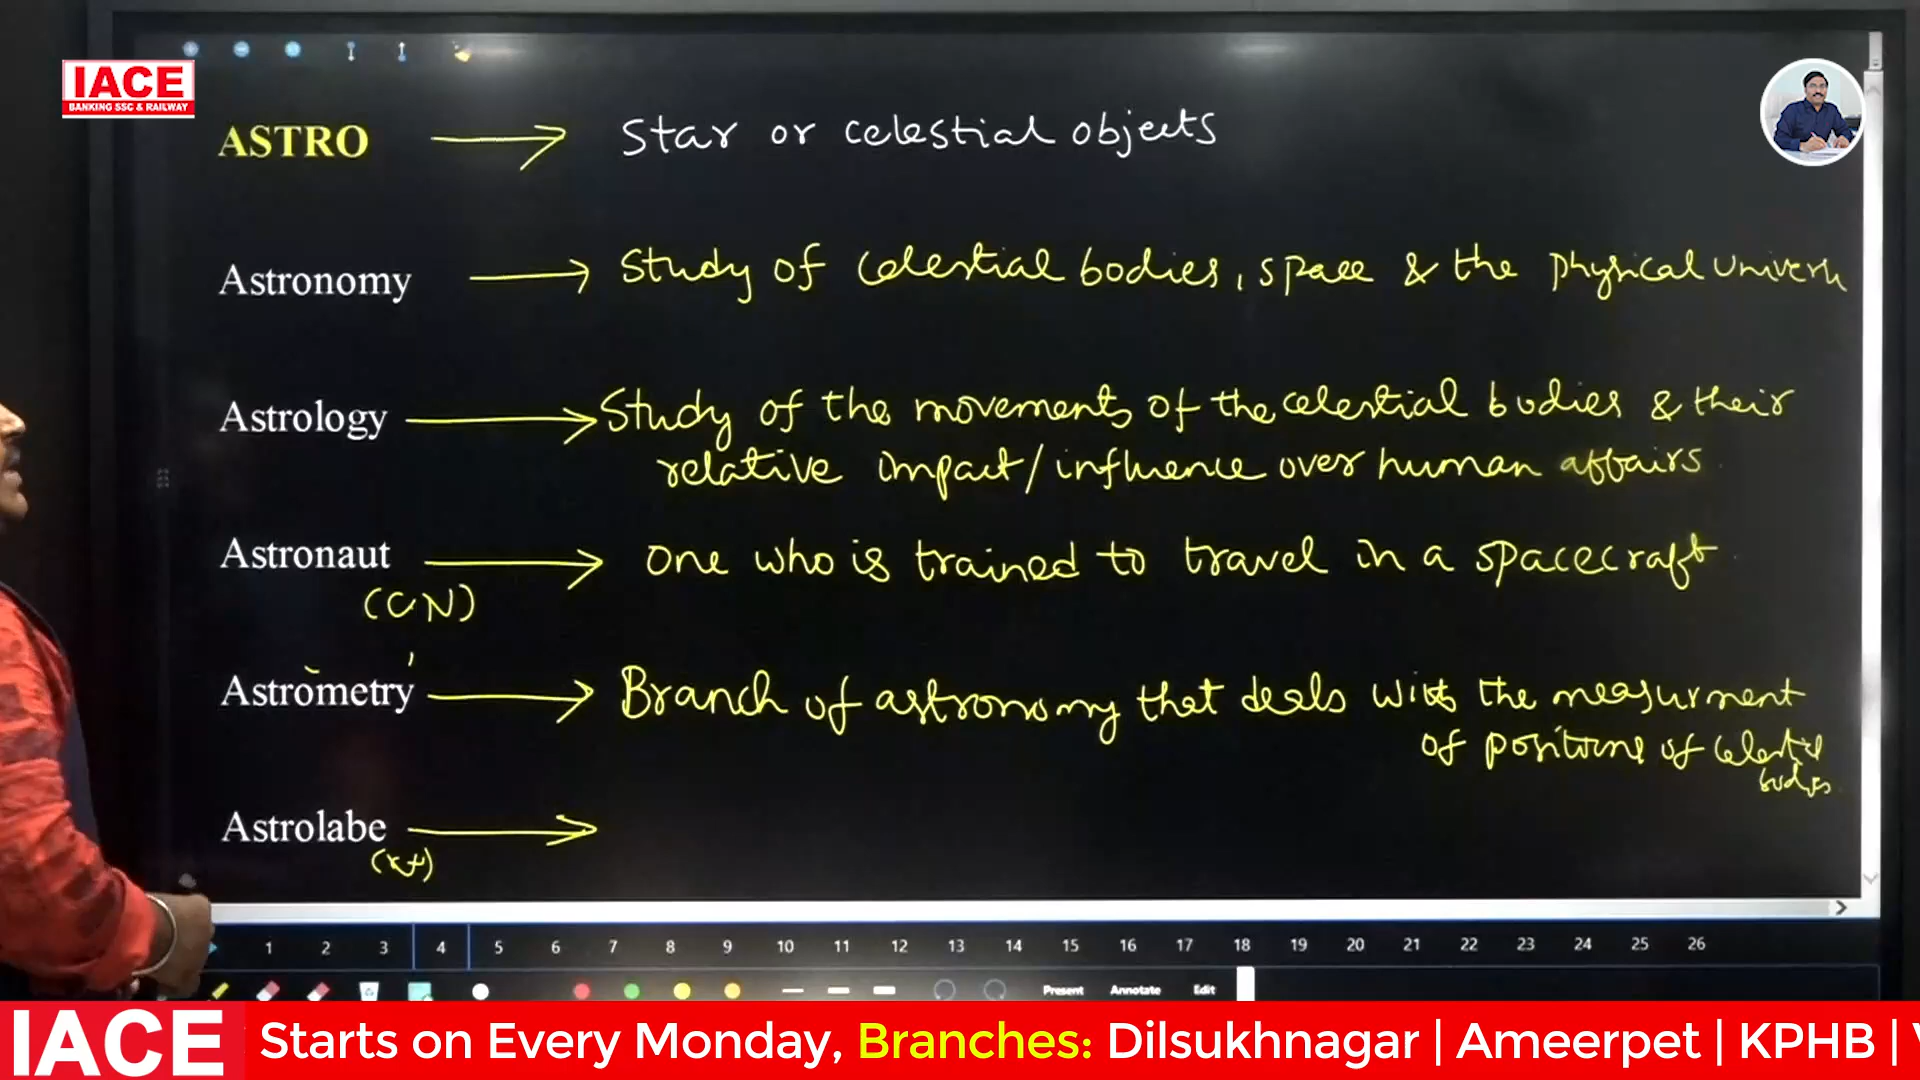 IACE
BANKING SSC & RAILWAY
ASTRO → Star or celestial objects
Astronomy → Study of celestial bodies, space & the physical Univers
Astrology → Study of the movements of the celestial bodies & their
relative impact/influence over human affairs
Astronaut → One who is trained to travel in a spacecraft
(CN)
Astrometry → Branch of astronomy that deals with the measurment
of positions of celestial
bodies
Astrolabe →
1 2 3 4 5 6 7 8 9 10 11 12 13 14 15 16 17 18 19 20 21 22 23 24 25 26
Present Annotate Edit
IACE Starts on Every Monday, Branches: Dilsukhnagar | Ameerpet | KPHB |